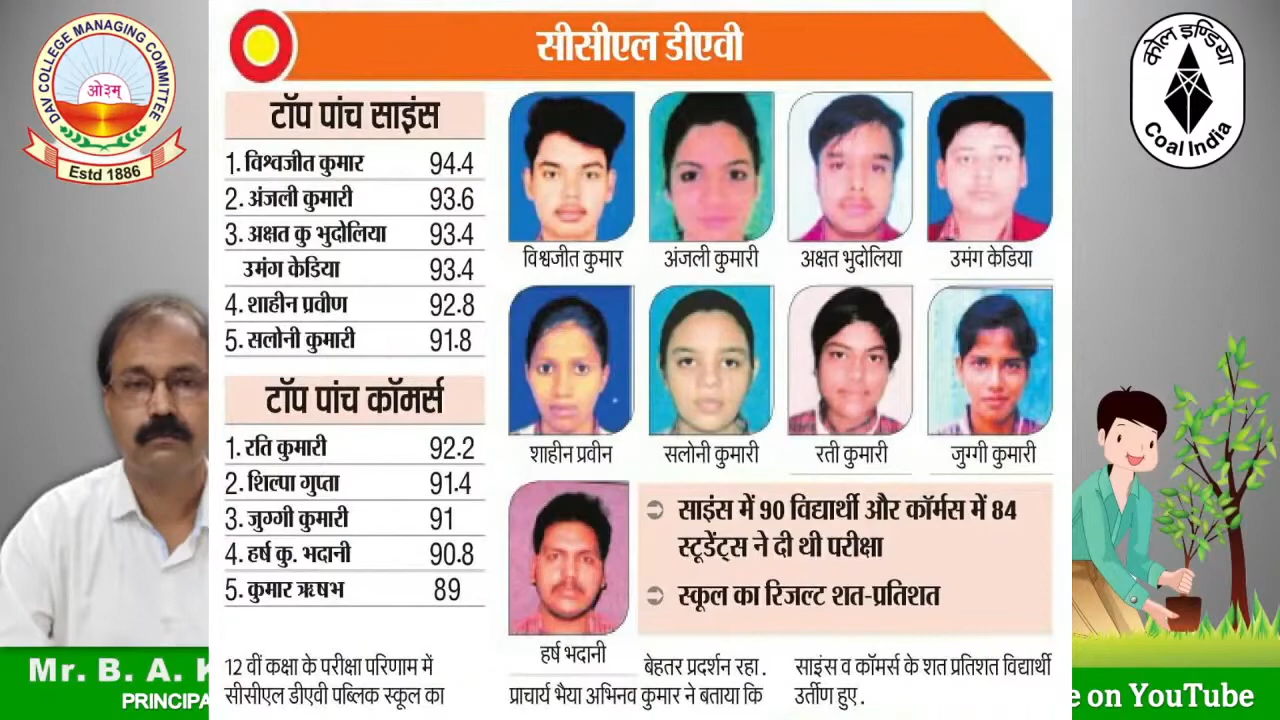 DAV COLLEGE MANAGING COMMITTEE
ओ३म्
Estd 1886
कोल इण्डिया
Coal India
सीसीएल डीएवी
टॉप पांच साइंस
1. विश्वजीत कुमार 94.4
2. अंजली कुमारी 93.6
3. अक्षत कु भुदोलिया 93.4
उमंग केडिया 93.4
4. शाहीन प्रवीण 92.8
5. सलोनी कुमारी 91.8
टॉप पांच कॉमर्स
1. रति कुमारी 92.2
2. शिल्पा गुप्ता 91.4
3. जुग्गी कुमारी 91
4. हर्ष कु. भदानी 90.8
5. कुमार ऋषभ 89
विश्वजीत कुमार अंजली कुमारी अक्षत भुदोलिया उमंग केडिया
शाहीन प्रवीन सलोनी कुमारी रती कुमारी जुग्गी कुमारी
हर्ष भदानी
साइंस में 90 विद्यार्थी और कॉर्मस में 84
स्टूडेंट्स ने दी थी परीक्षा
स्कूल का रिजल्ट शत-प्रतिशत
12 वीं कक्षा के परीक्षा परिणाम में
सीसीएल डीएवी पब्लिक स्कूल का
बेहतर प्रदर्शन रहा.
प्राचार्य भैया अभिनव कुमार ने बताया कि
साइंस व कॉमर्स के शत प्रतिशत विद्यार्थी
उर्तीण हुए.
Mr. B. A. K
PRINCIPA
e on YouTube